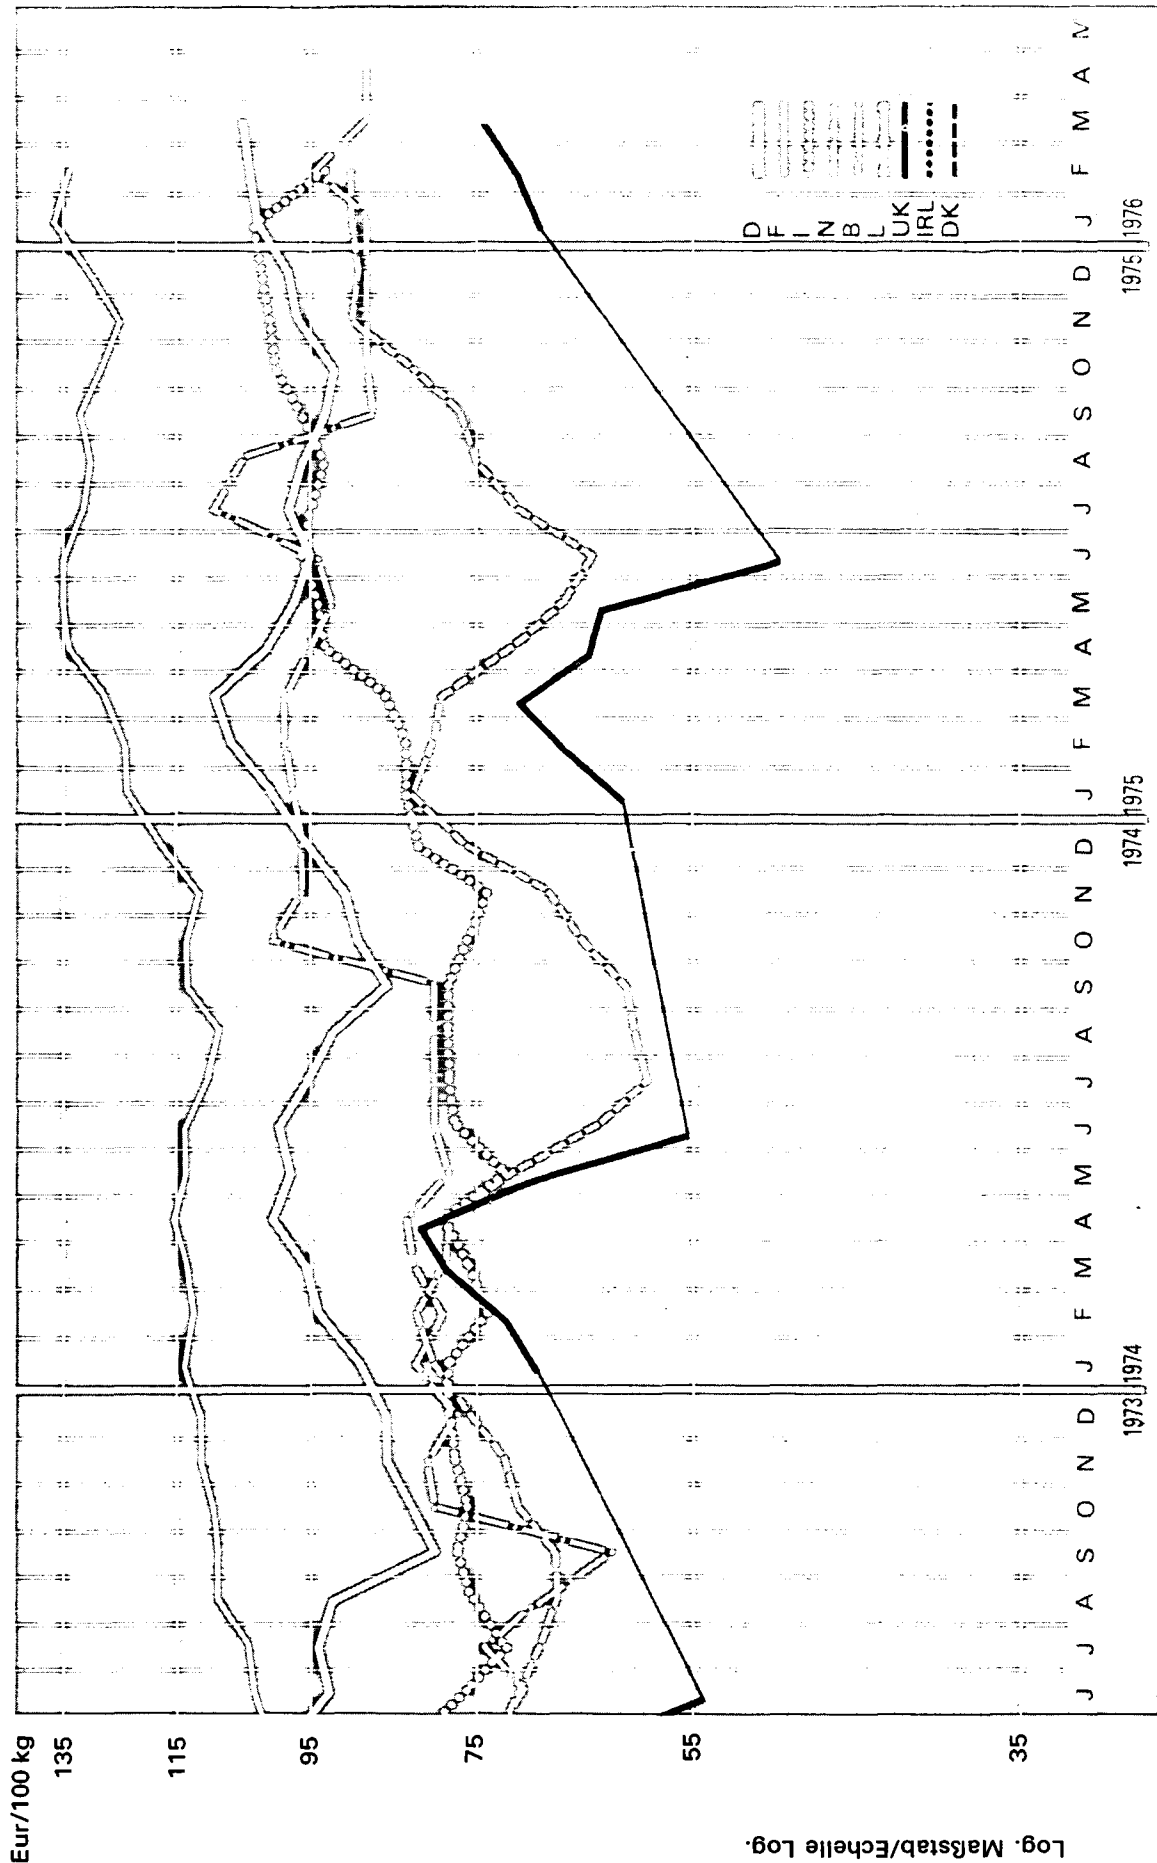 Eur/100 kg
135
115
95
75
55
35
Log. Maßstab/Echelle Log.
D
F
I
N
B
L
UK
IRL
DK
J J A S O N D J F M A M J J A S O N D J F M A M J J A S O N D J F M A M
1973 1974 1974 1975 1975 1976